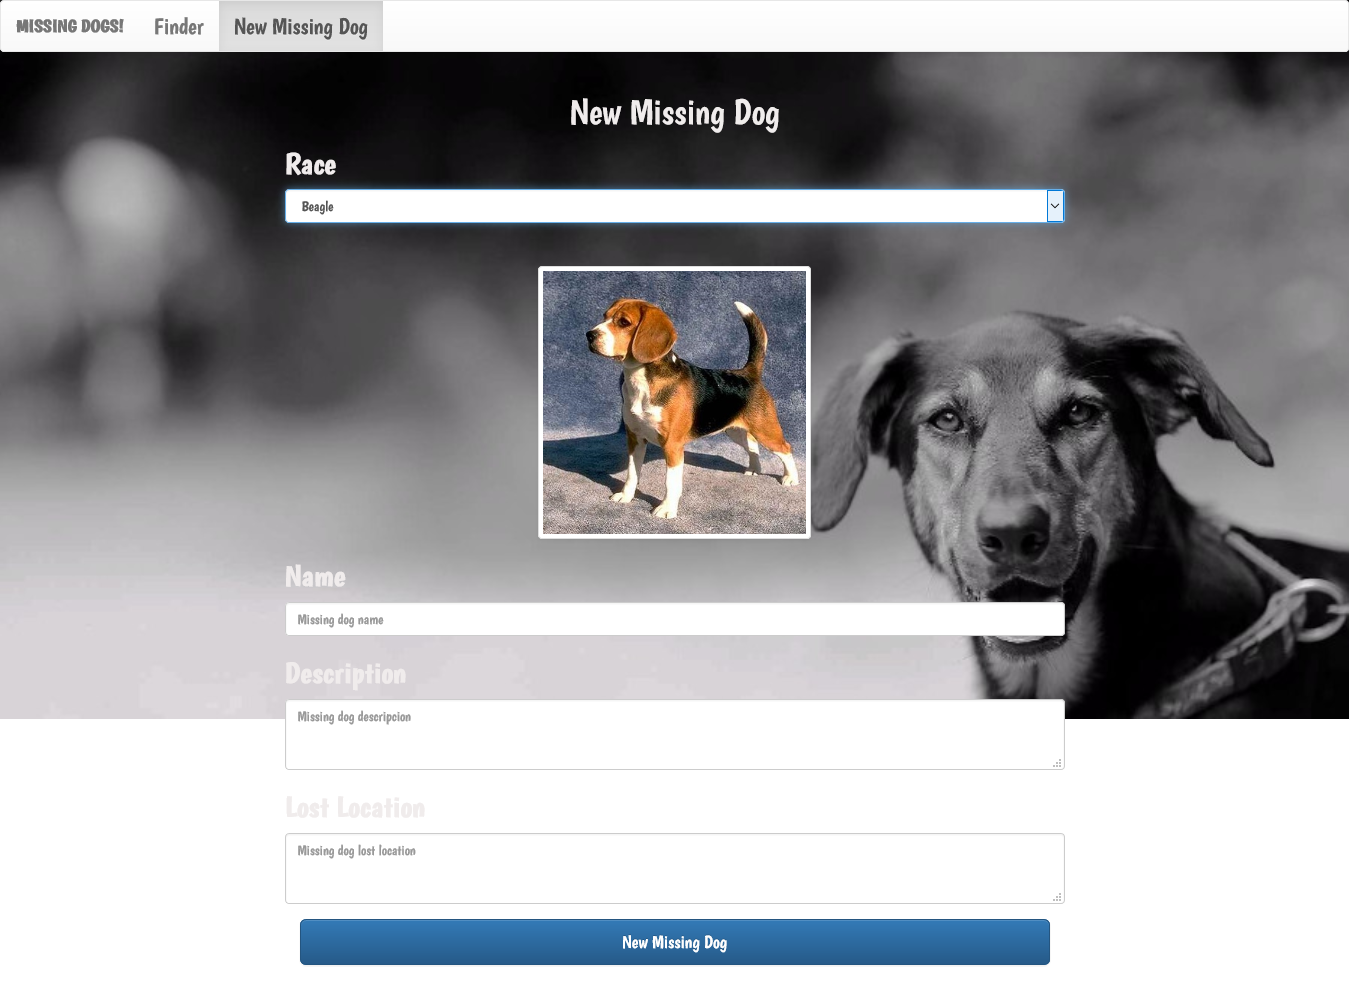 MISSING DOGS! Finder New Missing Dog
New Missing Dog
Race
Beagle
Name
Missing dog name
Description
Missing dog descripcion
Lost Location
Missing dog lost location
New Missing Dog